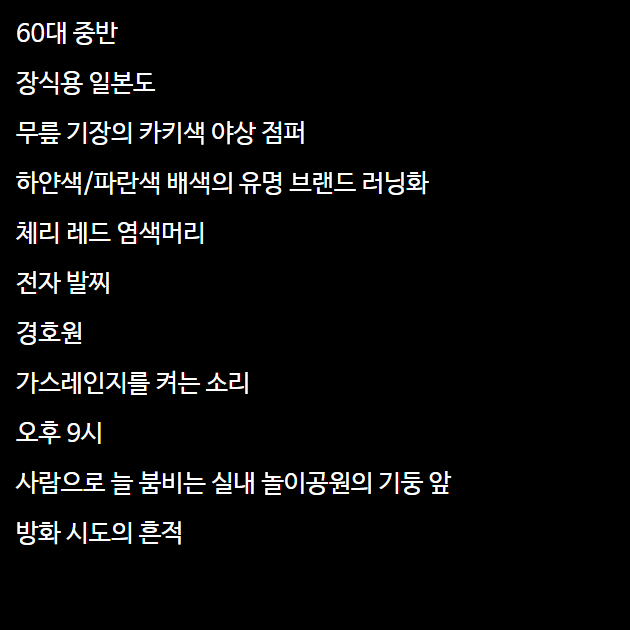 60대 중반
장식용 일본도
무릎 기장의 카키색 야상 점퍼
하얀색/파란색 배색의 유명 브랜드 러닝화
체리 레드 염색머리
전자 발찌
경호원
가스레인지를 켜는 소리
오후 9시
사람으로 늘 붐비는 실내 놀이공원의 기둥 앞
방화 시도의 흔적